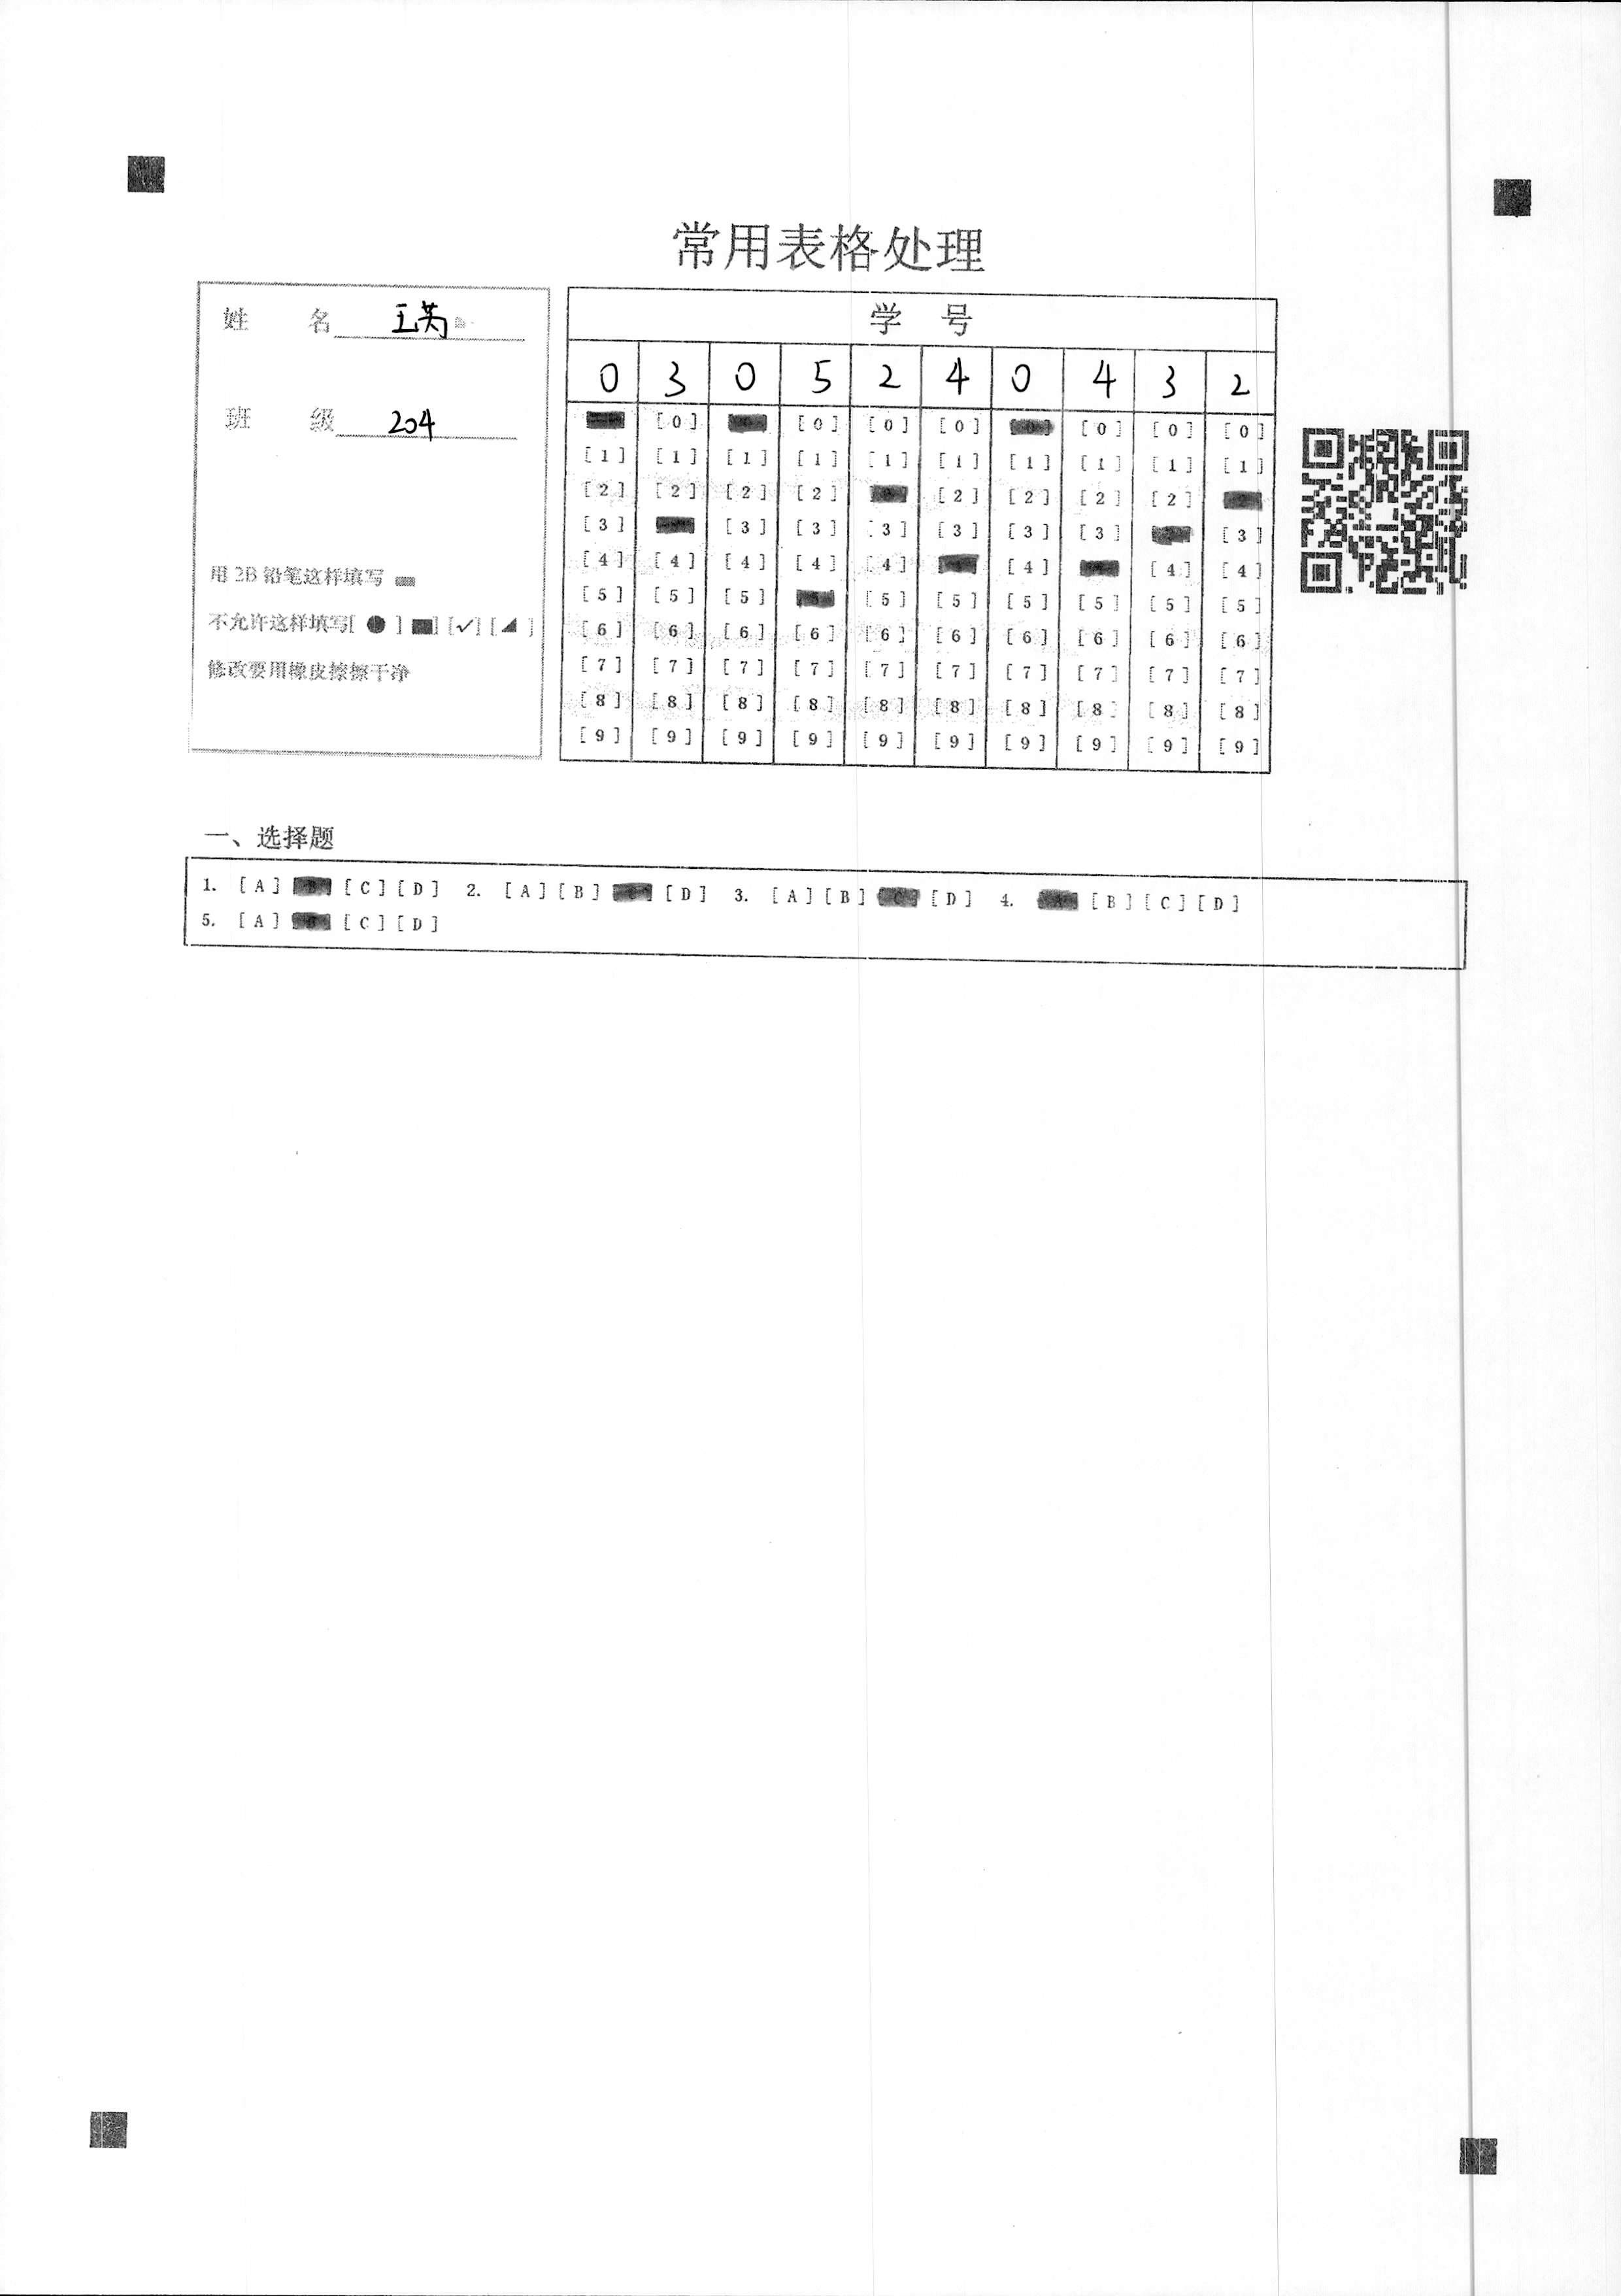 常用表格处理
姓 名 王芮
班 级 204
用 2B 铅笔这样填写
不允许这样填写[ ● ] ■] [✓] [◢ ]
修改要用橡皮擦擦干净
学 号
0 3 0 5 2 4 0 4 3 2
[0] [0] [0] [0] [0] [0]
[1] [1] [1] [1] [1] [1] [1] [1] [1] [1]
[2] [2] [2] [2] [2] [2] [2] [2]
[3] [3] [3] [3] [3] [3] [3] [3]
[4] [4] [4] [4] [4] [4] [4] [4]
[5] [5] [5] [5] [5] [5] [5] [5] [5]
[6] [6] [6] [6] [6] [6] [6] [6] [6] [6]
[7] [7] [7] [7] [7] [7] [7] [7] [7] [7]
[8] [8] [8] [8] [8] [8] [8] [8] [8] [8]
[9] [9] [9] [9] [9] [9] [9] [9] [9] [9]
一、选择题
1. [A] [C] [D] 2. [A] [B] [D] 3. [A] [B] [C] [D] 4. [B] [C] [D]
5. [A] [C] [D]